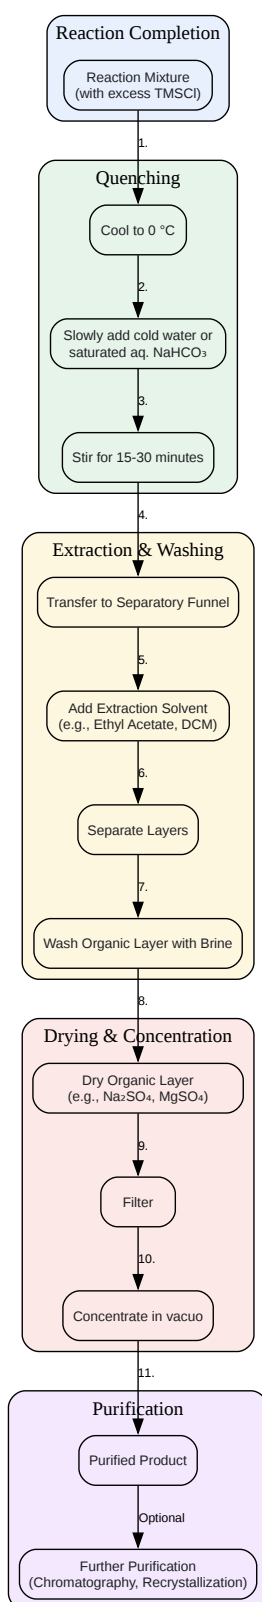 Reaction Completion
Reaction Mixture
(with excess TMSCl)
1.
Quenching
Cool to 0 °C
2.
Slowly add cold water or
saturated aq. NaHCO₃
3.
Stir for 15-30 minutes
4.
Extraction & Washing
Transfer to Separatory Funnel
5.
Add Extraction Solvent
(e.g., Ethyl Acetate, DCM)
6.
Separate Layers
7.
Wash Organic Layer with Brine
8.
Drying & Concentration
Dry Organic Layer
(e.g., Na₂SO₄, MgSO₄)
9.
Filter
10.
Concentrate in vacuo
11.
Purification
Purified Product
Optional
Further Purification
(Chromatography, Recrystallization)